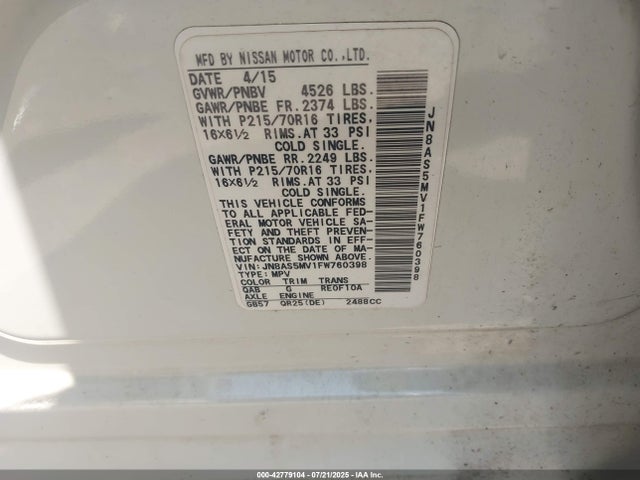 MFD BY NISSAN MOTOR CO.,LTD.
DATE 4/15
GVWR/PNBV 4526 LBS.
GAWR/PNBE FR. 2374 LBS.
WITH P215/70R16 TIRES,
16X6½ RIMS.AT 33 PSI
COLD SINGLE.
GAWR/PNBE RR. 2249 LBS.
WITH P215/70R16 TIRES,
16X6½ RIMS.AT 33 PSI
COLD SINGLE.
THIS VEHICLE CONFORMS
TO ALL APPLICABLE FED-
ERAL MOTOR VEHICLE SA-
FETY AND THEFT PREVENTION
STANDARDS IN EFF-
ECT ON THE DATE OF MA-
NUFACTURE SHOWN ABOVE.
VIN: JN8AS5MV1FW760398
TYPE: MPV
COLOR TRIM TRANS
QAB G RE0F10A
AXLE ENGINE
GB57 QR25(DE) 2488CC
JN8AS5MV1FW760398
000-42779104 - 07/21/2025 - IAA Inc.